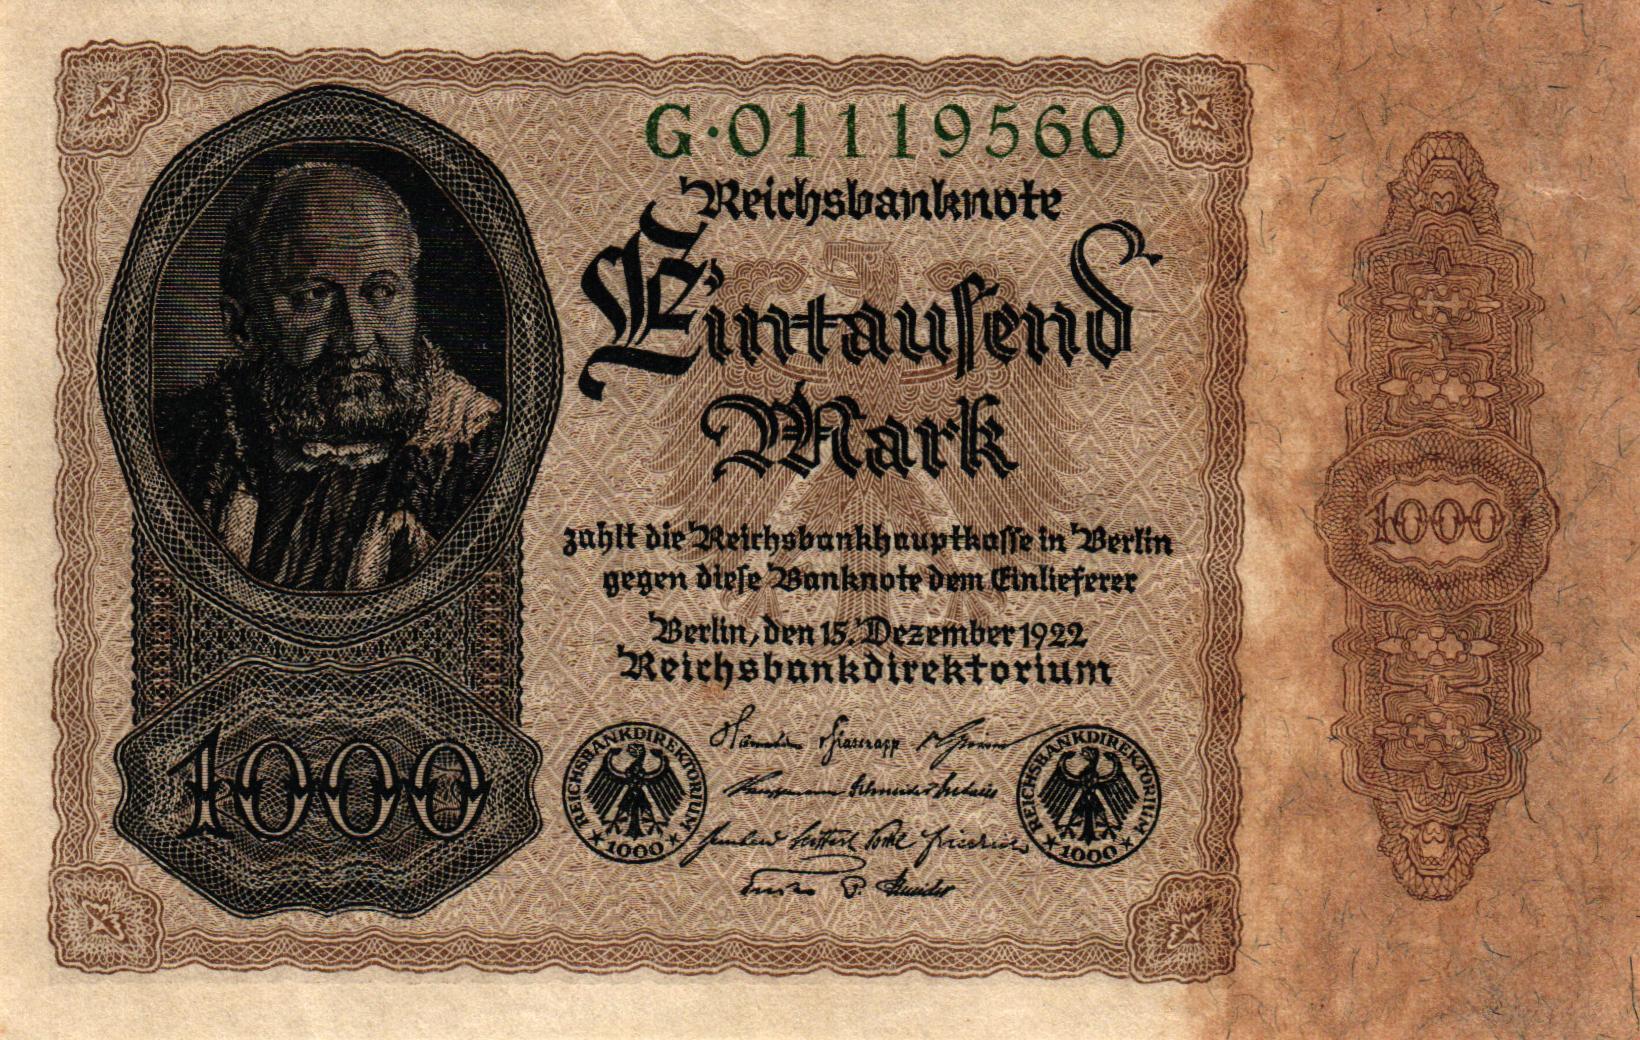 G·01119560
Reichsbanknote
Eintausend
Mark
zahlt die Reichsbankhauptkasse in Berlin
gegen diese Banknote dem Einlieferer
Berlin, den 15. Dezember 1922
Reichsbankdirektorium
1000
1000
REICHSBANKDIREKTORIUM
★ 1000 ★
REICHSBANKDIREKTORIUM
★ 1000 ★